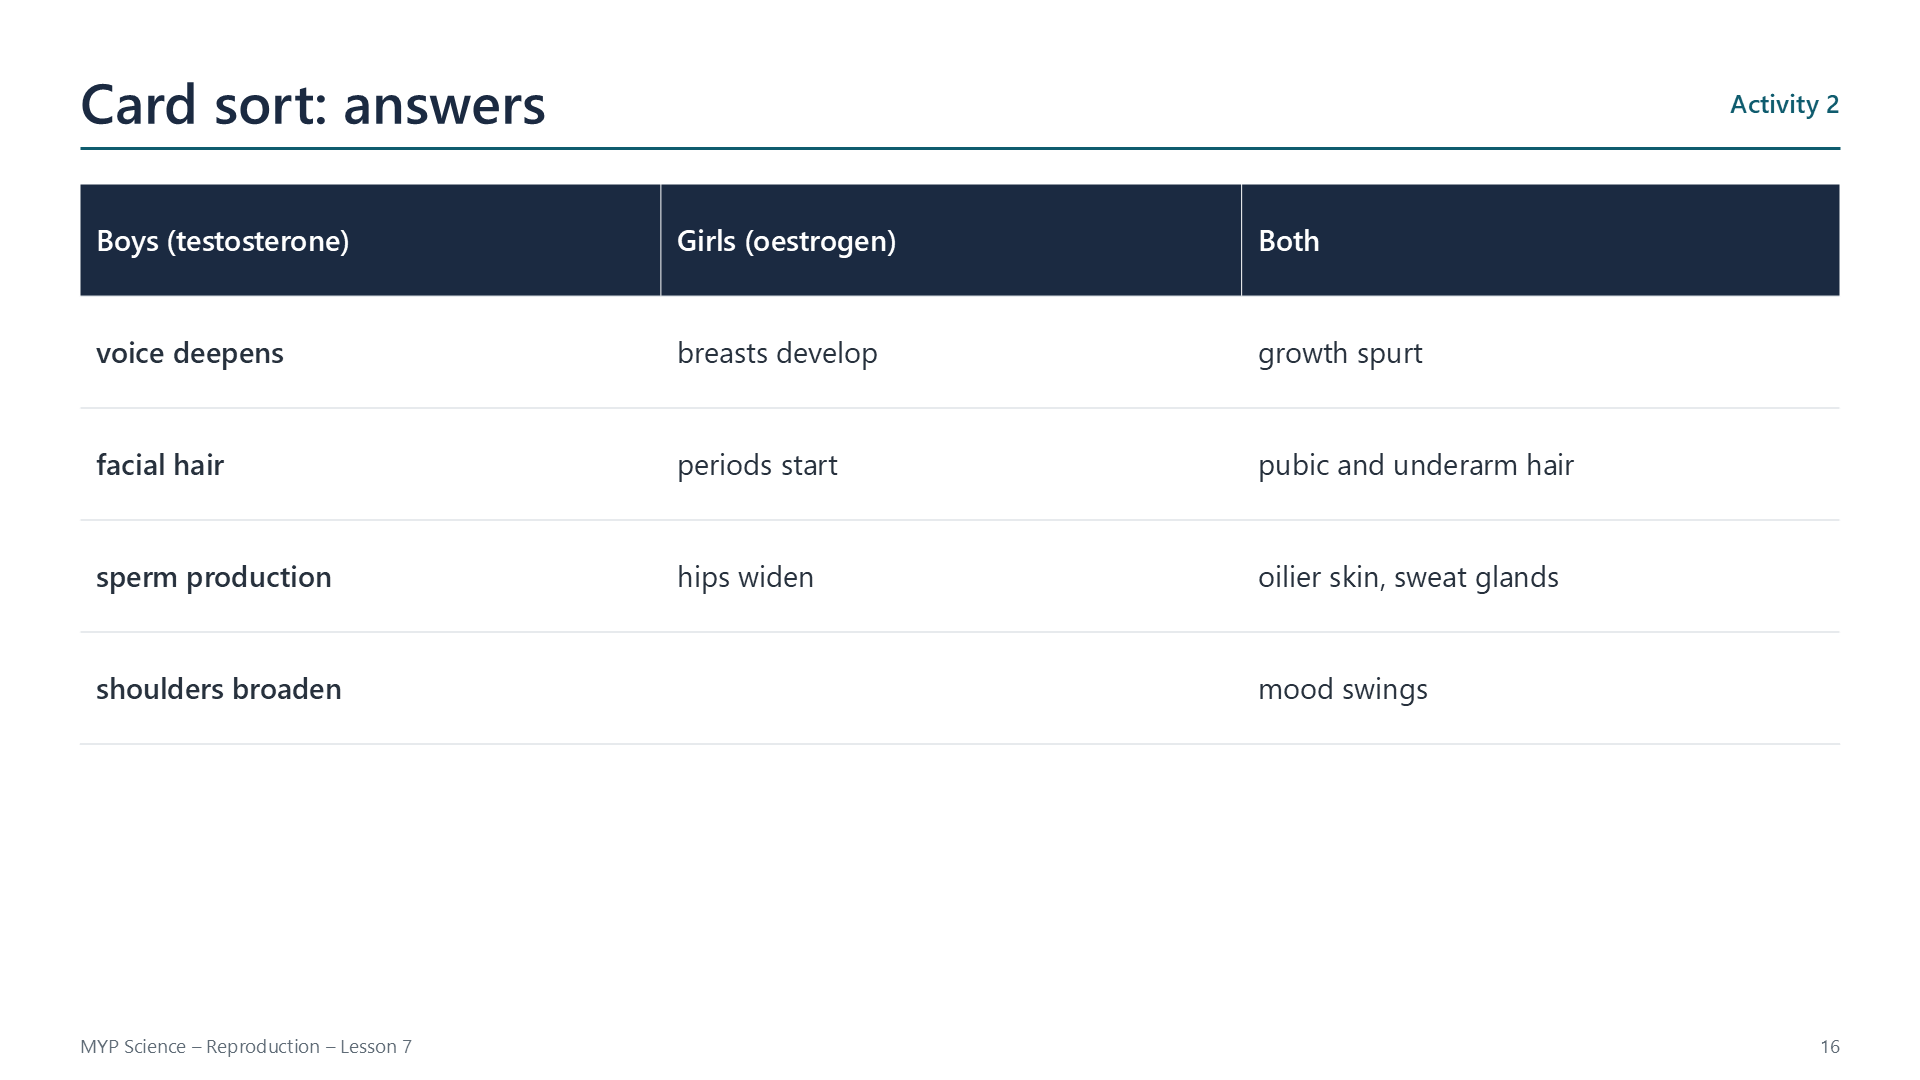 Card sort: answers
Activity 2
Boys (testosterone) Girls (oestrogen) Both
voice deepens breasts develop growth spurt
facial hair periods start pubic and underarm hair
sperm production hips widen oilier skin, sweat glands
shoulders broaden mood swings
MYP Science – Reproduction – Lesson 7
16